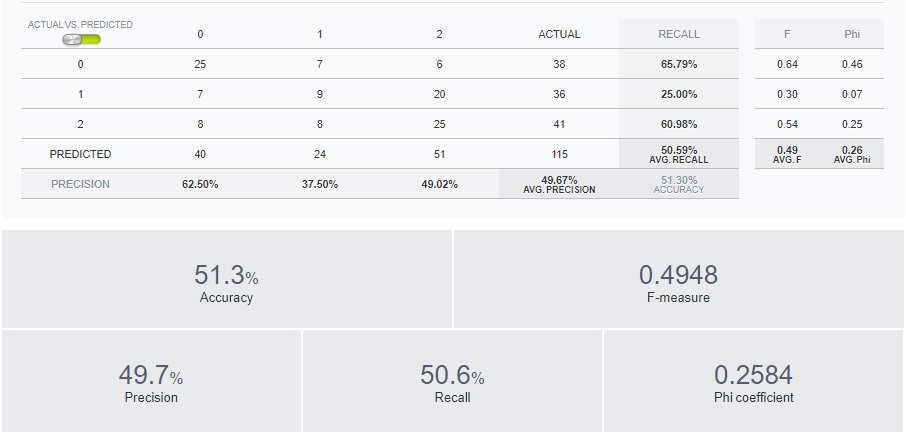 ACTUAL VS. PREDICTED 0 1 2 ACTUAL RECALL F Phi
0 25 7 6 38 65.79% 0.64 0.46
1 7 9 20 36 25.00% 0.30 0.07
2 8 8 25 41 60.98% 0.54 0.25
PREDICTED 40 24 51 115 50.59% 0.49 0.26
AVG. RECALL AVG. F AVG. Phi
PRECISION 62.50% 37.50% 49.02% 49.67% 51.30%
AVG. PRECISION ACCURACY
51.3% 0.4948
Accuracy F-measure
49.7% 50.6% 0.2584
Precision Recall Phi coefficient